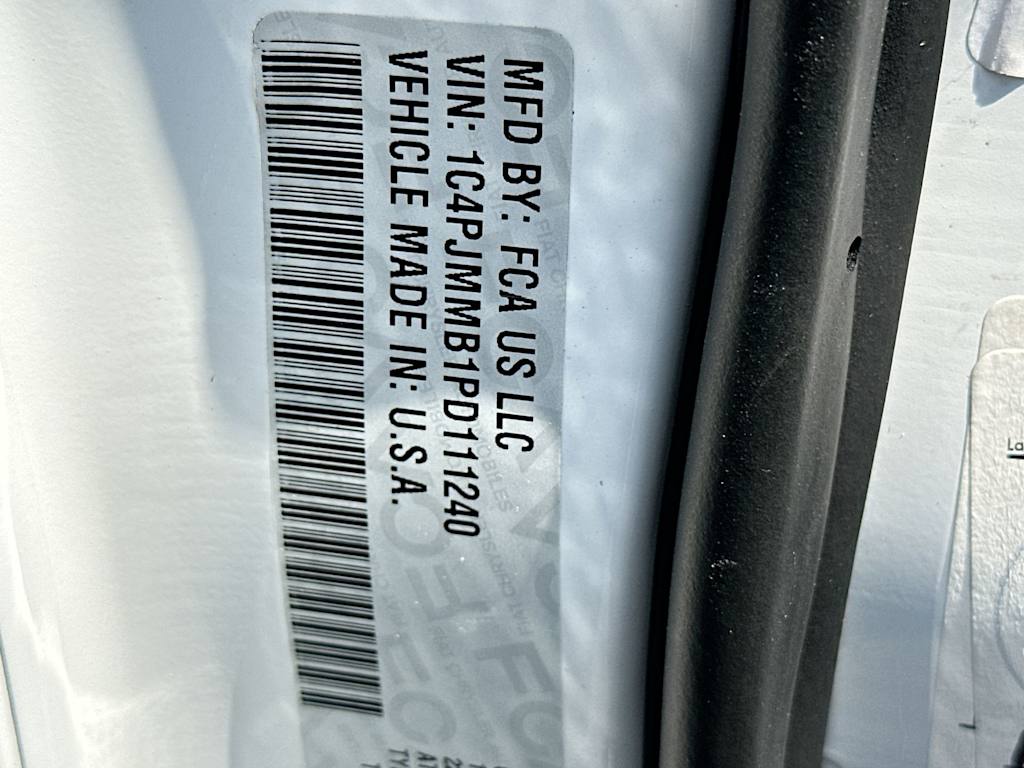 MFD BY: FCA US LLC
VIN: 1C4PJMMB1PD111240
VEHICLE MADE IN: U.S.A.